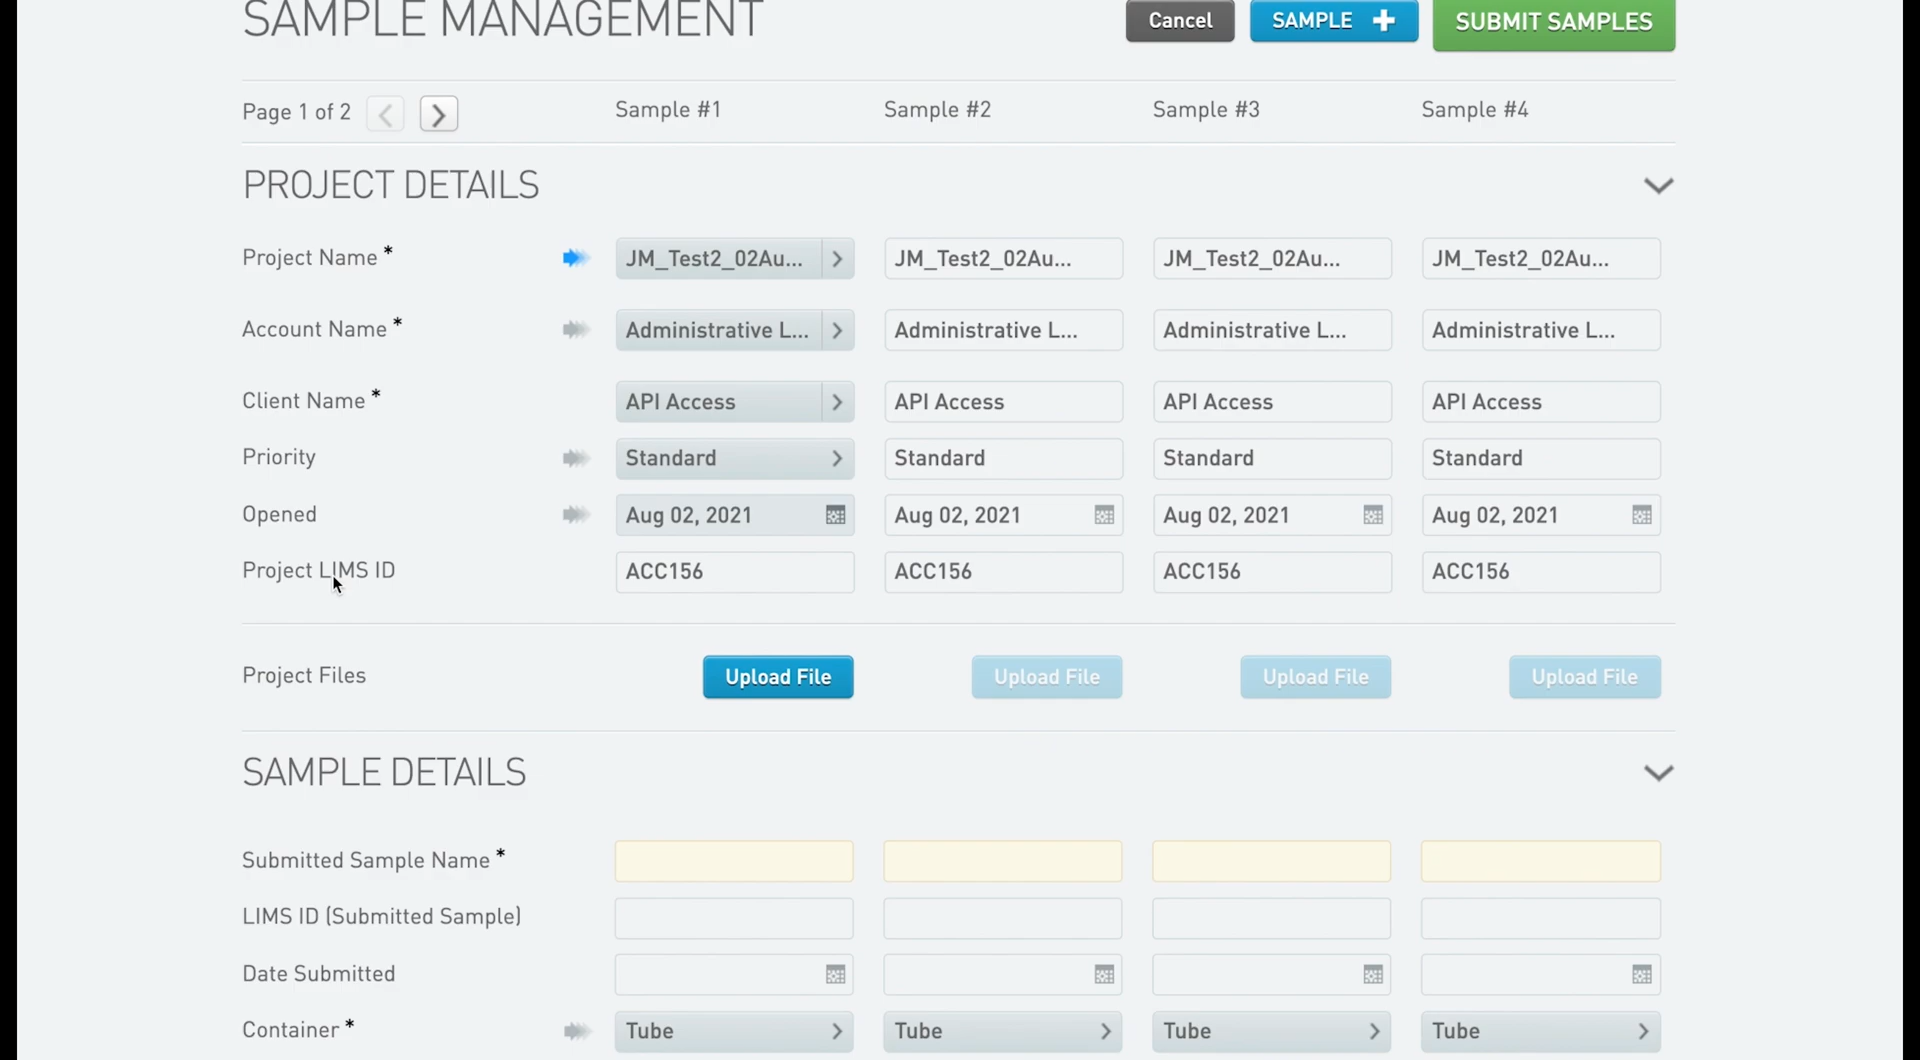 SAMPLE MANAGEMENT
Cancel
SAMPLE +
SUBMIT SAMPLES
Page 1 of 2 Sample #1 Sample #2 Sample #3 Sample #4
PROJECT DETAILS
Project Name * JM_Test2_02Au... JM_Test2_02Au... JM_Test2_02Au... JM_Test2_02Au...
Account Name * Administrative L... Administrative L... Administrative L... Administrative L...
Client Name * API Access API Access API Access API Access
Priority Standard Standard Standard Standard
Opened Aug 02, 2021 Aug 02, 2021 Aug 02, 2021 Aug 02, 2021
Project LIMS ID ACC156 ACC156 ACC156 ACC156
Project Files Upload File Upload File Upload File Upload File
SAMPLE DETAILS
Submitted Sample Name *
LIMS ID (Submitted Sample)
Date Submitted
Container * Tube Tube Tube Tube